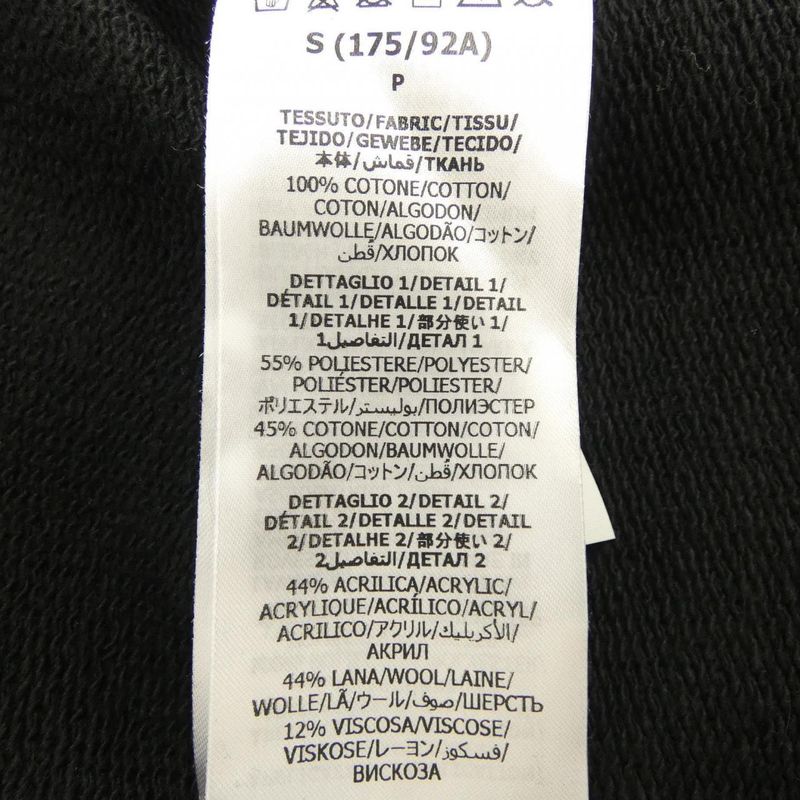 S (175/92A)
P
TESSUTO/FABRIC/TISSU/
TEJIDO/GEWEBE/TECIDO/
本体/قماش/ТКАНЬ
100% COTONE/COTTON/
COTON/ALGODON/
BAUMWOLLE/ALGODÃO/コットン/
قُطن/ХЛОПОК
DETTAGLIO 1/DETAIL 1/
DÉTAIL 1/DETALLE 1/DETAIL
1/DETALHE 1/部分使い 1/
التفاصيل1/ДЕТАЛ 1
55% POLIESTERE/POLYESTER/
POLIÉSTER/POLIESTER/
ポリエステル/بوليستر/ПОЛИЭСТЕР
45% COTONE/COTTON/COTON/
ALGODON/BAUMWOLLE/
ALGODÃO/コットン/قُطن/ХЛОПОК
DETTAGLIO 2/DETAIL 2/
DÉTAIL 2/DETALLE 2/DETAIL
2/DETALHE 2/部分使い 2/
التفاصيل2/ДЕТАЛ 2
44% ACRILICA/ACRYLIC/
ACRYLIQUE/ACRÍLICO/ACRYL/
ACRILICO/アクリル/الأكريليك/
АКРИЛ
44% LANA/WOOL/LAINE/
WOLLE/LÃ/ウール/صوف/ШЕРСТЬ
12% VISCOSA/VISCOSE/
VISKOSE/レーヨン/فسكوز/
ВИСКОЗА